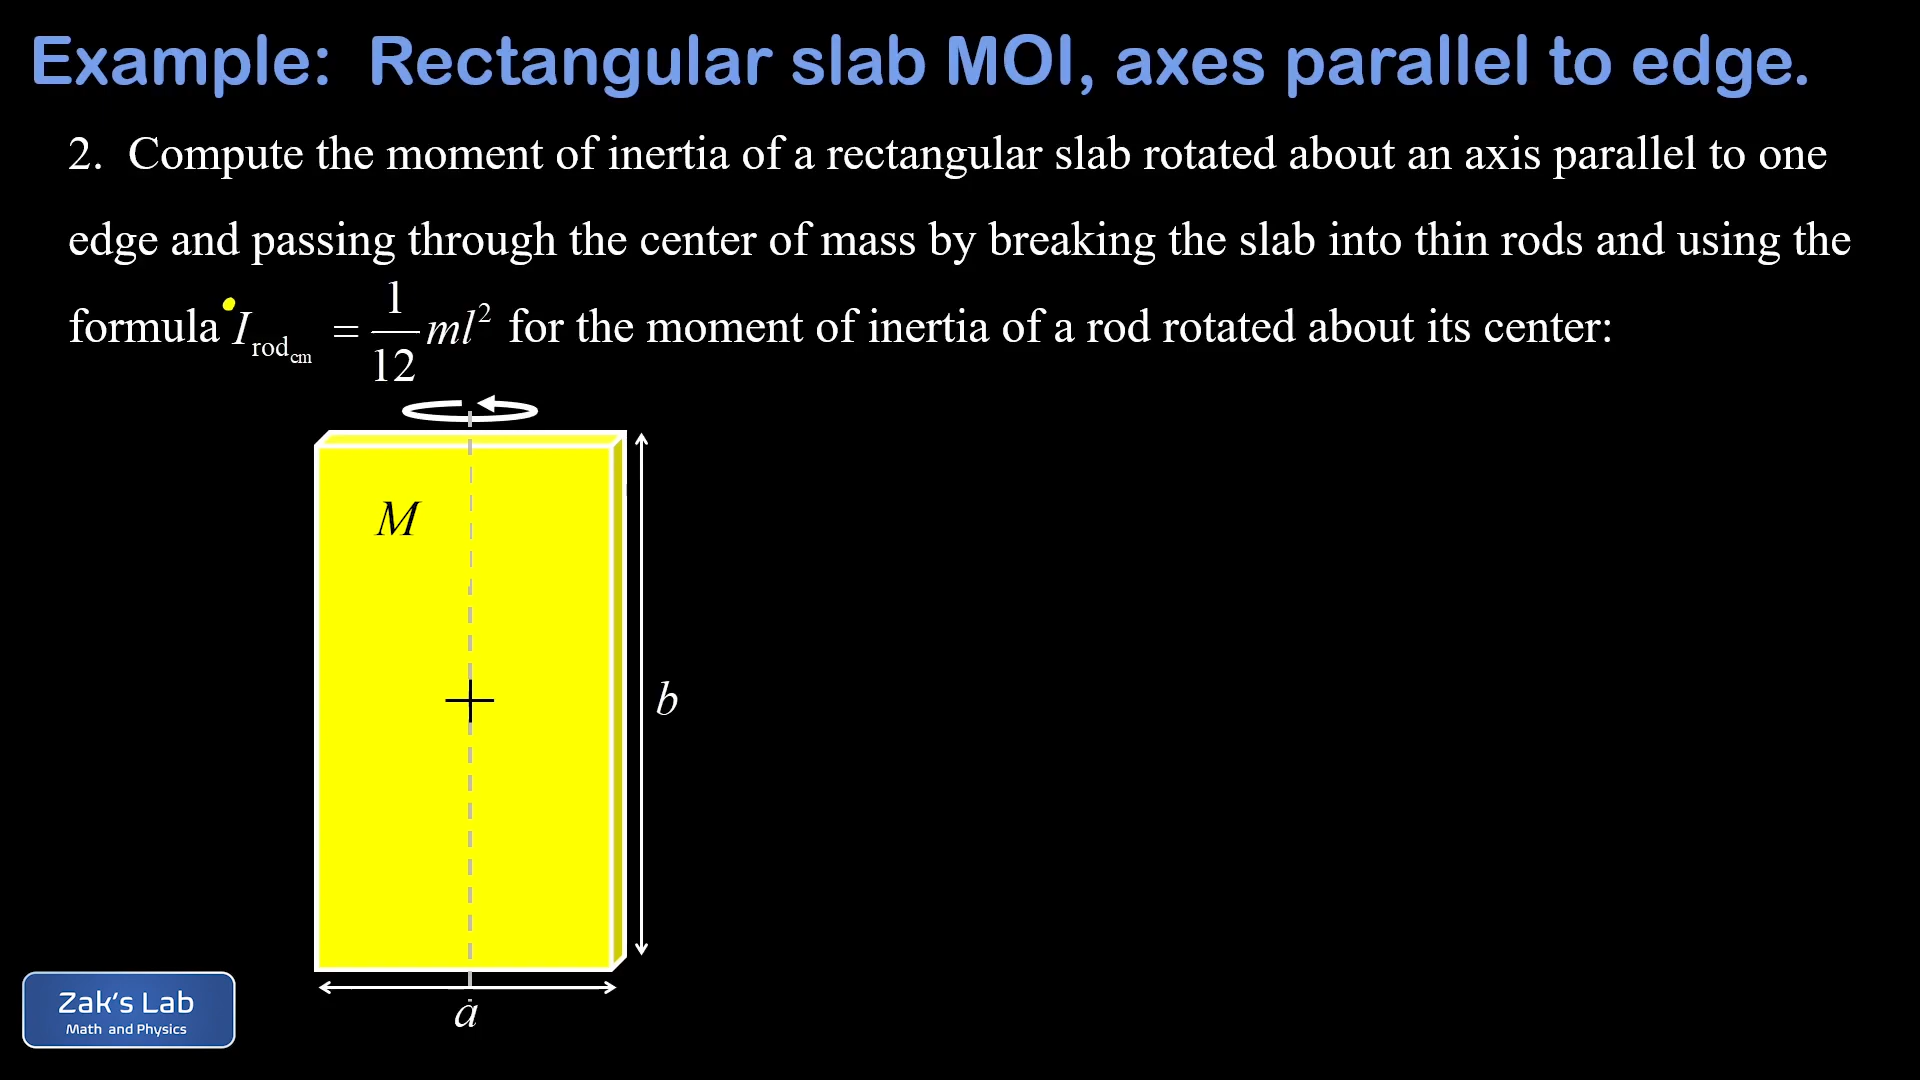 Example: Rectangular slab MOI, axes parallel to edge.
2. Compute the moment of inertia of a rectangular slab rotated about an axis parallel to one
edge and passing through the center of mass by breaking the slab into thin rods and using the
formula I_rod_cm = 1/12 ml² for the moment of inertia of a rod rotated about its center:
M
b
a
Zak's Lab
Math and Physics